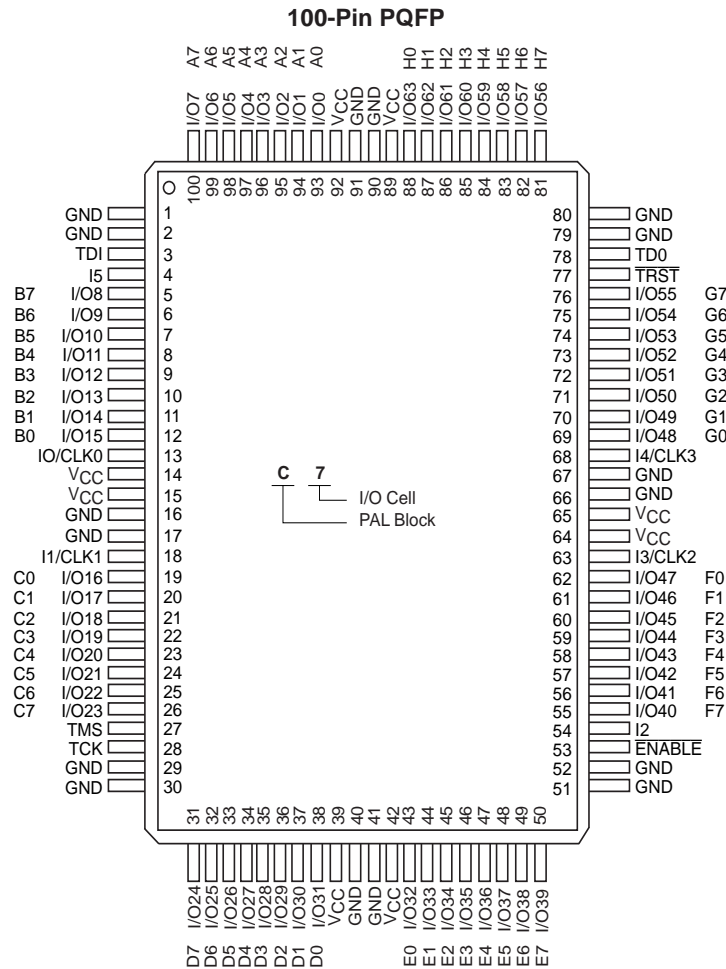 100-Pin PQFP
A7 A6 A5 A4 A3 A2 A1 A0 H0 H1 H2 H3 H4 H5 H6 H7
I/O7 I/O6 I/O5 I/O4 I/O3 I/O2 I/O1 I/O0 VCC GND GND VCC I/O63 I/O62 I/O61 I/O60 I/O59 I/O58 I/O57 I/O56
100 99 98 97 96 95 94 93 92 91 90 89 88 87 86 85 84 83 82 81
GND 1 80 GND
GND 2 79 GND
TDI 3 78 TD0
I5 4 77 TRST
B7 I/O8 5 76 I/O55 G7
B6 I/O9 6 75 I/O54 G6
B5 I/O10 7 74 I/O53 G5
B4 I/O11 8 73 I/O52 G4
B3 I/O12 9 72 I/O51 G3
B2 I/O13 10 71 I/O50 G2
B1 I/O14 11 70 I/O49 G1
B0 I/O15 12 69 I/O48 G0
IO/CLK0 13 68 I4/CLK3
VCC 14 67 GND
VCC 15 66 GND
GND 16 65 VCC
GND 17 64 VCC
I1/CLK1 18 63 I3/CLK2
C0 I/O16 19 62 I/O47 F0
C1 I/O17 20 61 I/O46 F1
C2 I/O18 21 60 I/O45 F2
C3 I/O19 22 59 I/O44 F3
C4 I/O20 23 58 I/O43 F4
C5 I/O21 24 57 I/O42 F5
C6 I/O22 25 56 I/O41 F6
C7 I/O23 26 55 I/O40 F7
TMS 27 54 I2
TCK 28 53 ENABLE
GND 29 52 GND
GND 30 51 GND
C 7
I/O Cell
PAL Block
31 32 33 34 35 36 37 38 39 40 41 42 43 44 45 46 47 48 49 50
I/O24 I/O25 I/O26 I/O27 I/O28 I/O29 I/O30 I/O31 VCC GND GND VCC I/O32 I/O33 I/O34 I/O35 I/O36 I/O37 I/O38 I/O39
D7 D6 D5 D4 D3 D2 D1 D0 E0 E1 E2 E3 E4 E5 E6 E7